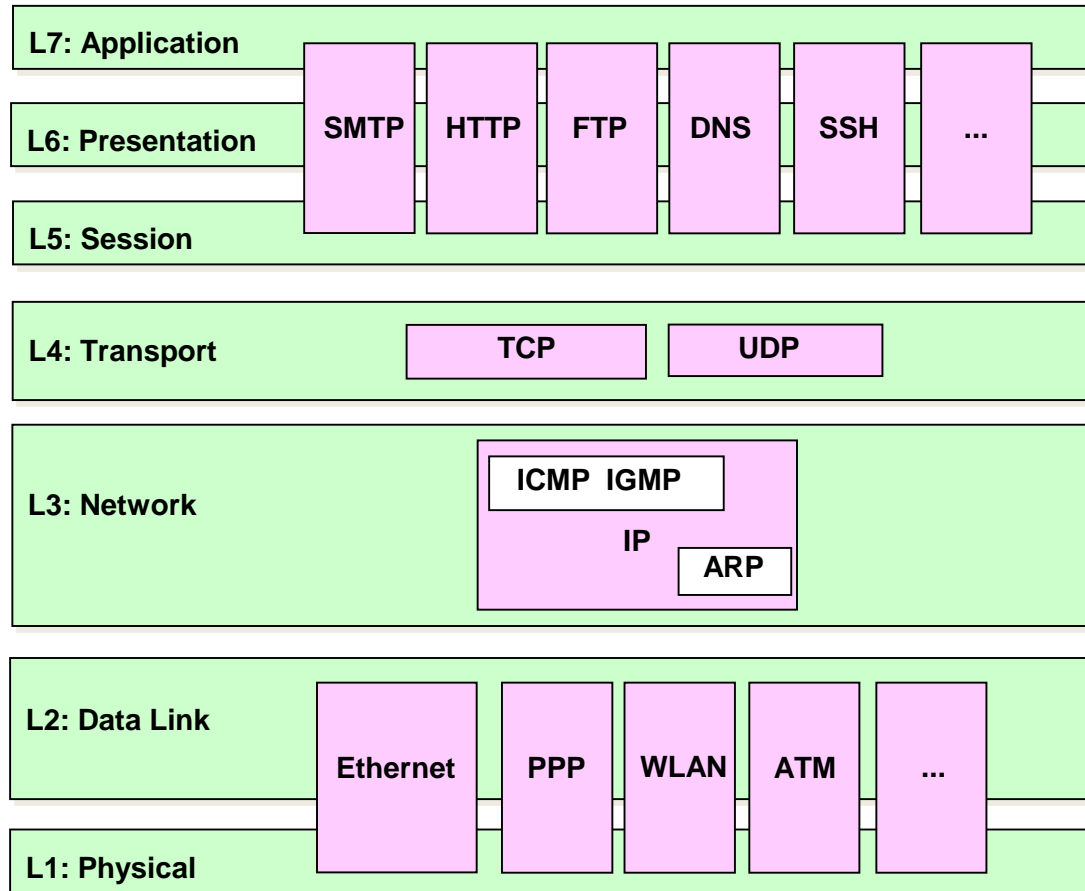 L7: Application
SMTP HTTP FTP DNS SSH ...
L6: Presentation
L5: Session
L4: Transport
TCP UDP
ICMP IGMP
L3: Network
IP
ARP
L2: Data Link
Ethernet PPP WLAN ATM ...
L1: Physical